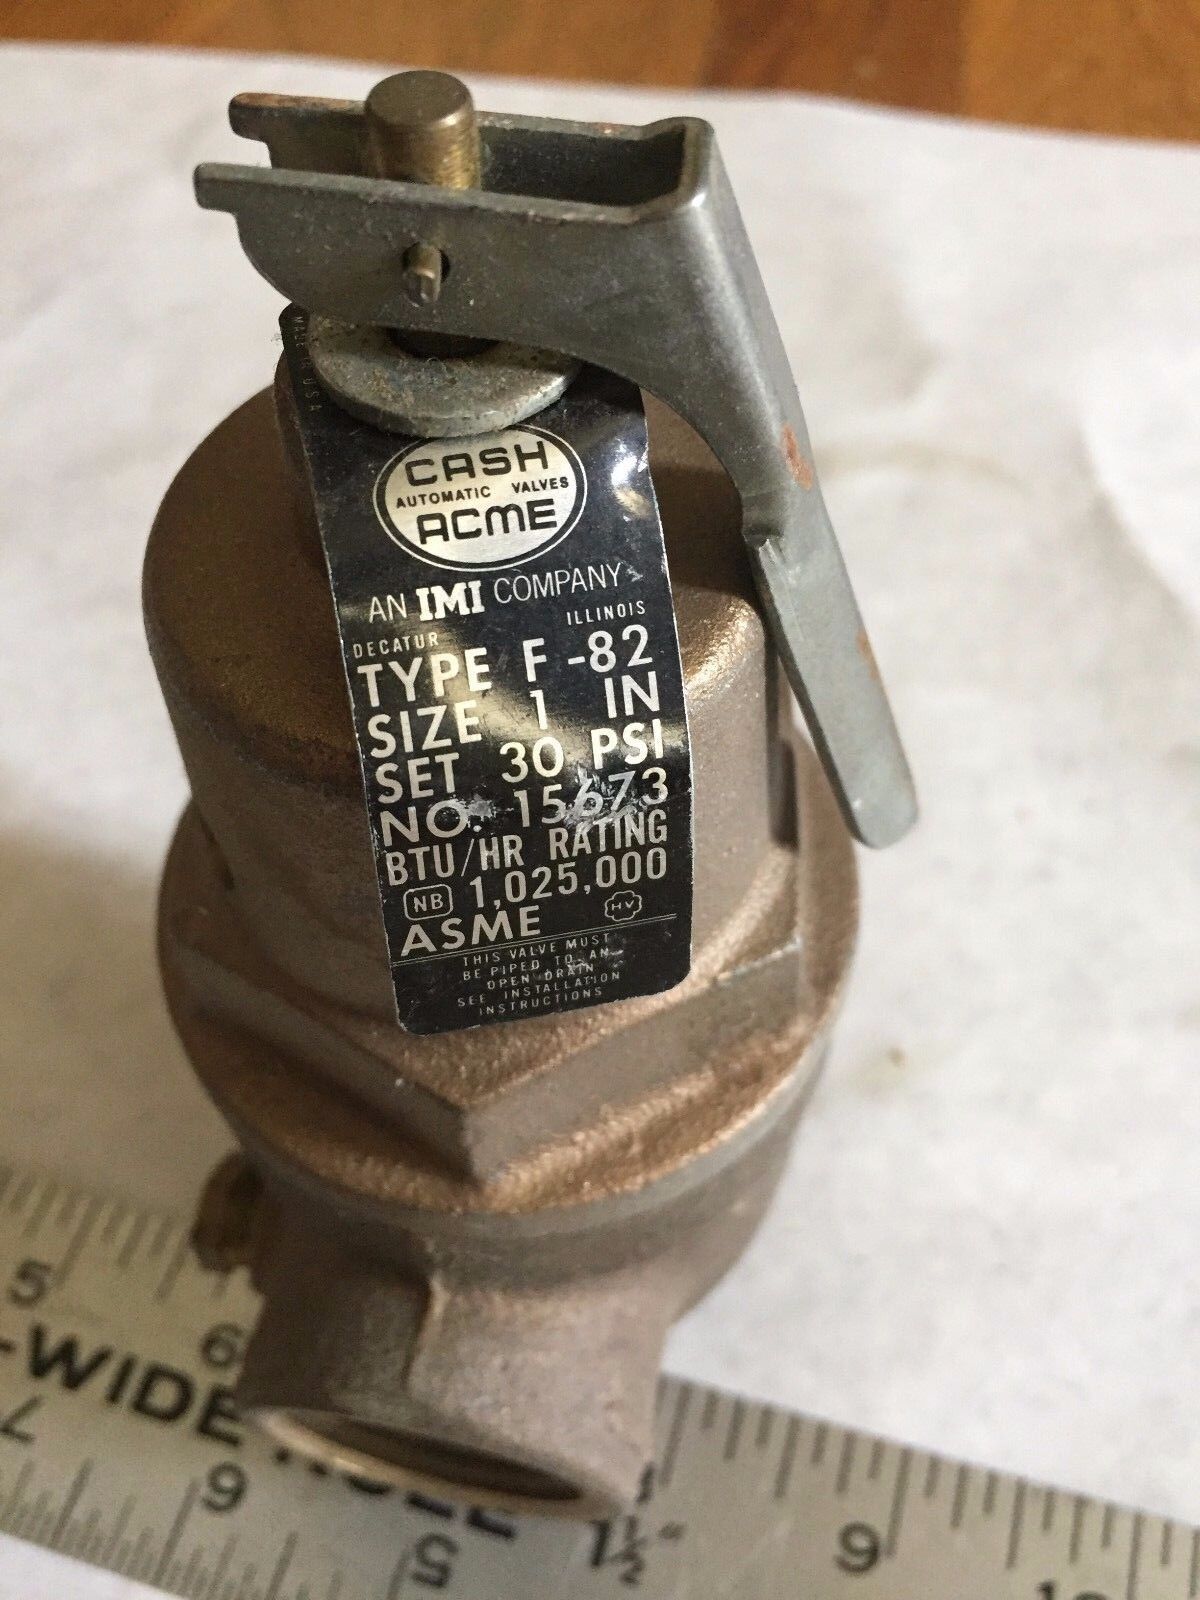 MADE IN U.S.A.
CASH
AUTOMATIC VALVES
ACME
AN IMI COMPANY
DECATUR ILLINOIS
TYPE F-82
SIZE 1 IN
SET 30 PSI
NO. 15673
BTU/HR RATING
NB 1,025,000 HV
ASME
THIS VALVE MUST
BE PIPED TO AN
OPEN DRAIN
SEE INSTALLATION
INSTRUCTIONS
5 6
-WIDE
7 9 5 1½" 9 10